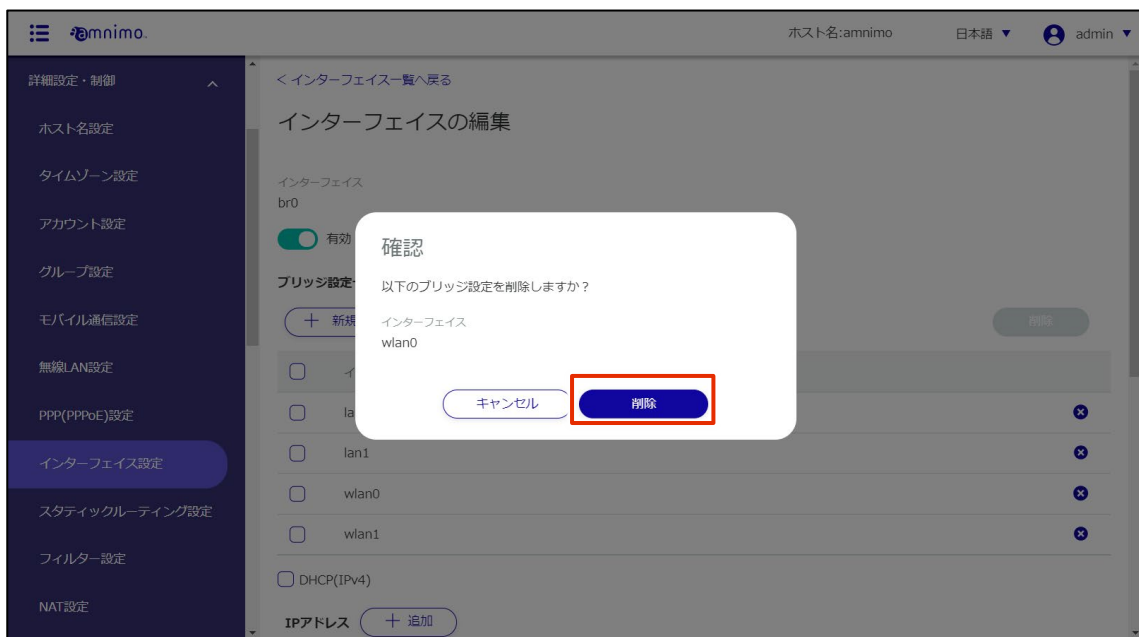 amnimo.
ホスト名:amnimo
日本語 ▼
admin ▼
詳細設定・制御
ホスト名設定
タイムゾーン設定
アカウント設定
グループ設定
モバイル通信設定
無線LAN設定
PPP(PPPoE)設定
インターフェイス設定
スタティックルーティング設定
フィルター設定
NAT設定
< インターフェイス一覧へ戻る
インターフェイスの編集
インターフェイス
br0
有効
ブリッジ設定
+ 新規
削除
イ
la
lan1
wlan0
wlan1
DHCP(IPv4)
IPアドレス
+ 追加
確認
以下のブリッジ設定を削除しますか？
インターフェイス
wlan0
キャンセル
削除